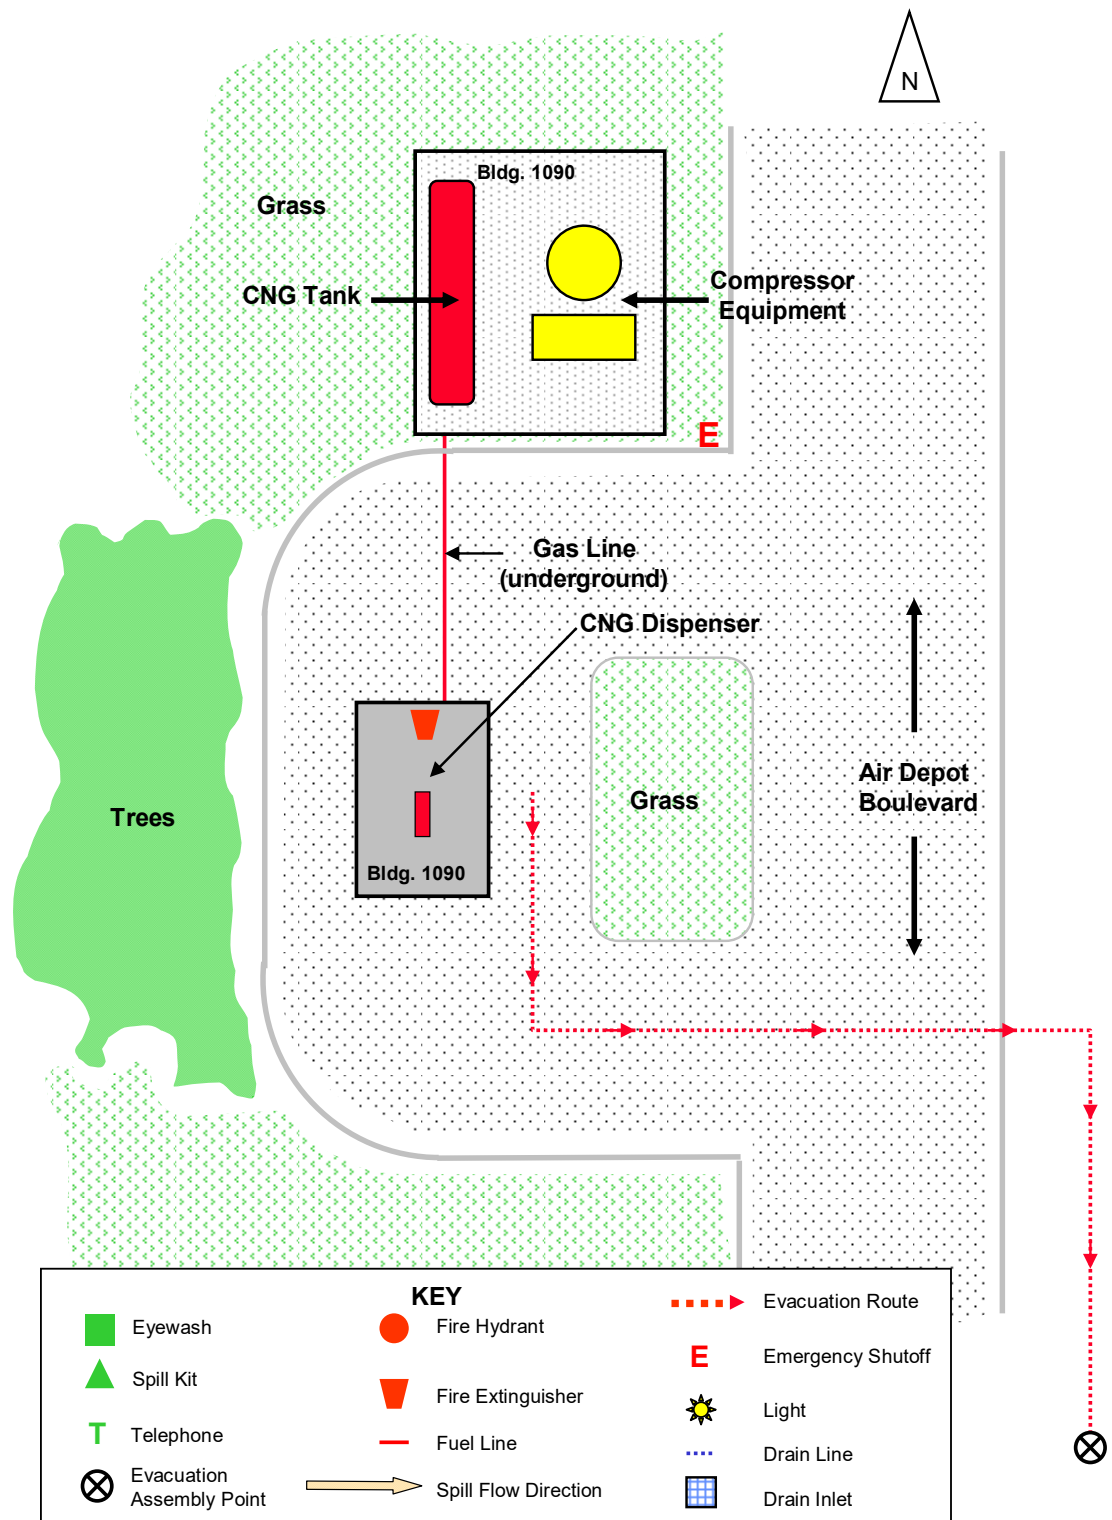 N
Bldg. 1090
Grass
CNG Tank
Compressor
Equipment
E
Gas Line
(underground)
CNG Dispenser
Air Depot
Boulevard
Grass
Trees
Bldg. 1090
KEY
Eyewash
Spill Kit
T Telephone
Evacuation
Assembly Point
Fire Hydrant
Fire Extinguisher
Fuel Line
Spill Flow Direction
Evacuation Route
E Emergency Shutoff
Light
Drain Line
Drain Inlet